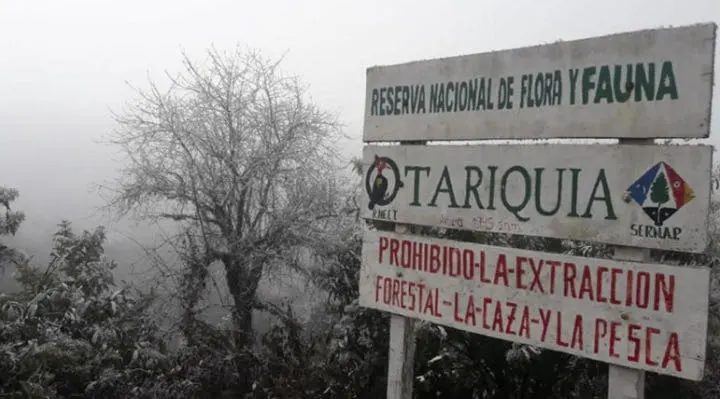 RESERVA NACIONAL DE FLORA Y FAUNA
TARIQUIA
R.N.F.F.T
SERNAP.
PROHIBIDO-LA-EXTRACCION
FORESTAL-LA-CAZA-Y LA PESCA